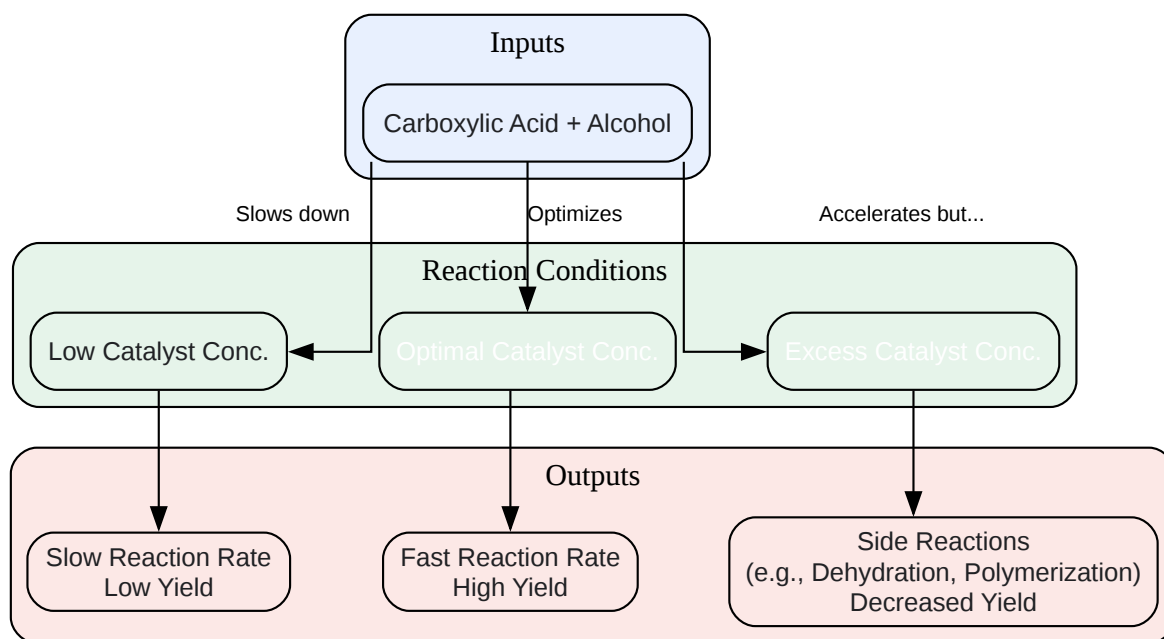 Inputs
Carboxylic Acid + Alcohol
Slows down
Optimizes
Accelerates but...
Reaction Conditions
Low Catalyst Conc.
Optimal Catalyst Conc.
Excess Catalyst Conc.
Outputs
Slow Reaction Rate
Low Yield
Fast Reaction Rate
High Yield
Side Reactions
(e.g., Dehydration, Polymerization)
Decreased Yield